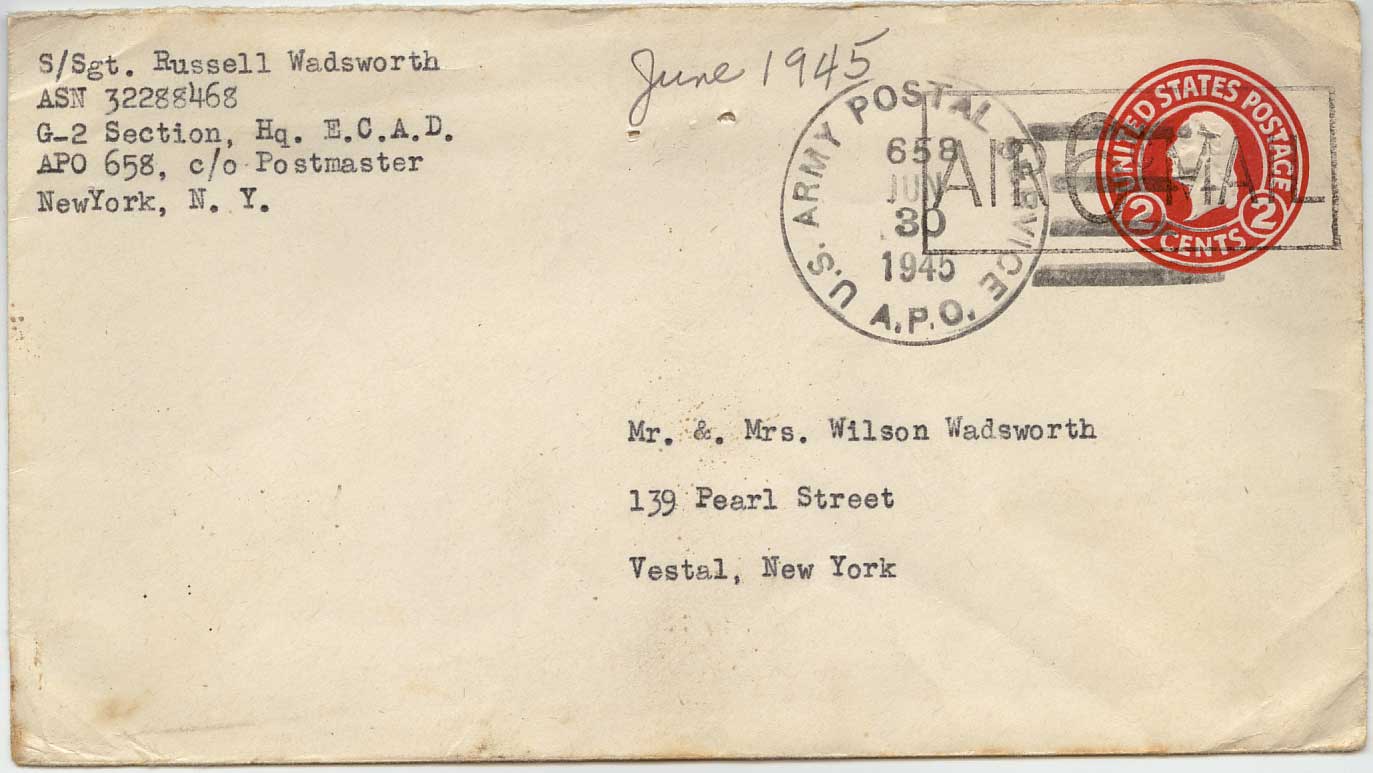 S/Sgt. Russell Wadsworth
ASN 32288468
G-2 Section, Hq. E.C.A.D.
APO 658, c/o Postmaster
NewYork, N. Y.
June 1945
U.S. ARMY POSTAL SERVICE
658
JUN
30
1945
A.P.O.
AIR MAIL
UNITED STATES POSTAGE
2 CENTS 2
Mr. &. Mrs. Wilson Wadsworth
139 Pearl Street
Vestal, New York